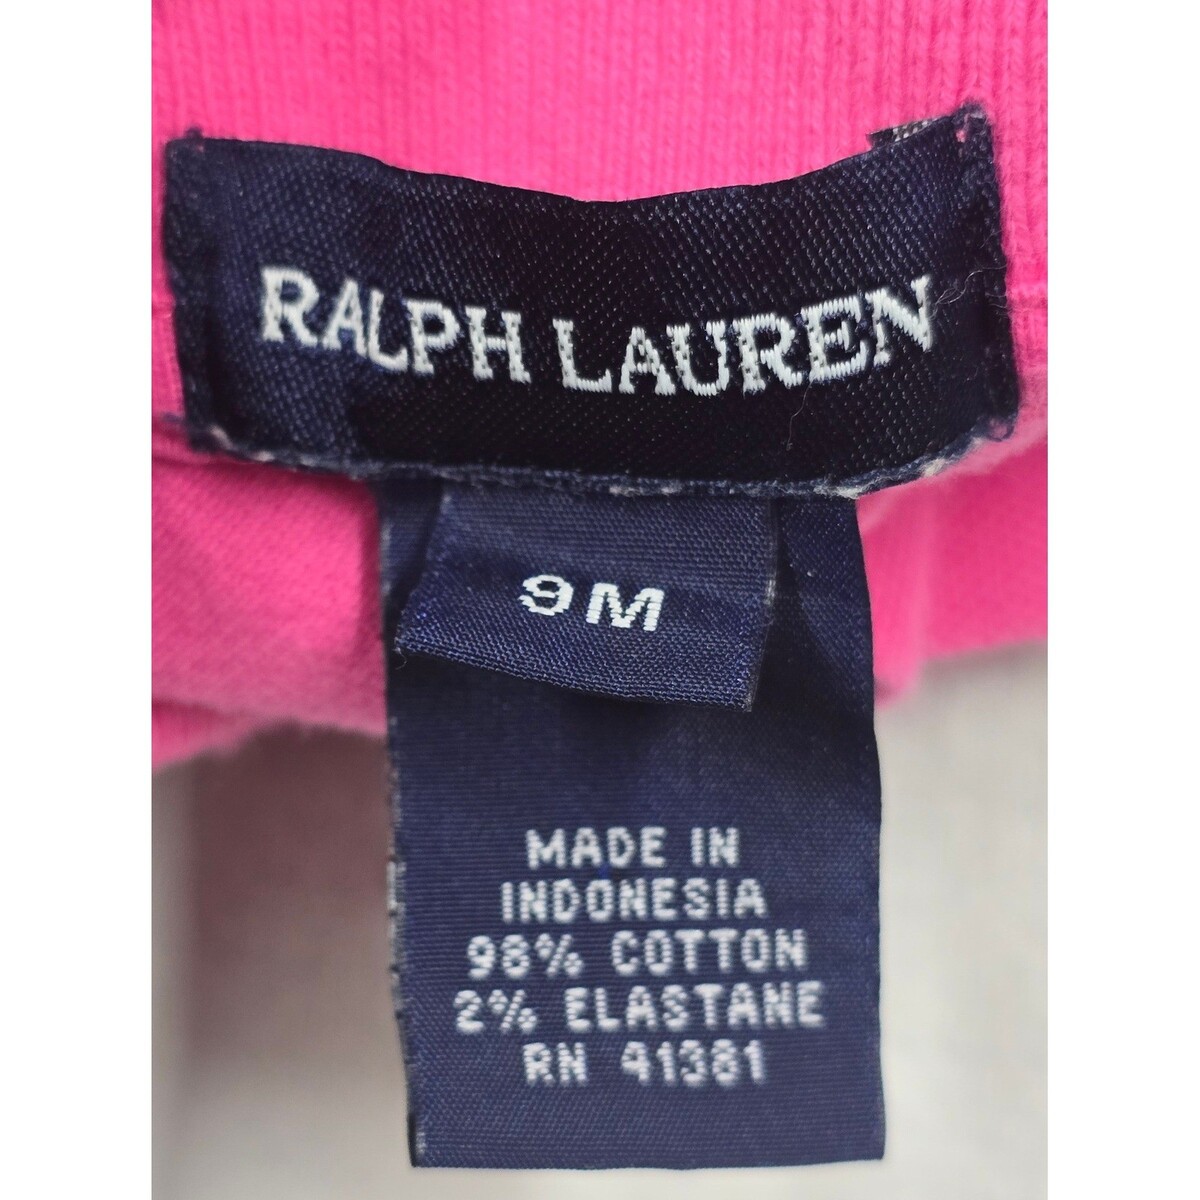 RALPH LAUREN
9M
MADE IN
INDONESIA
98% COTTON
2% ELASTANE
RN 41381